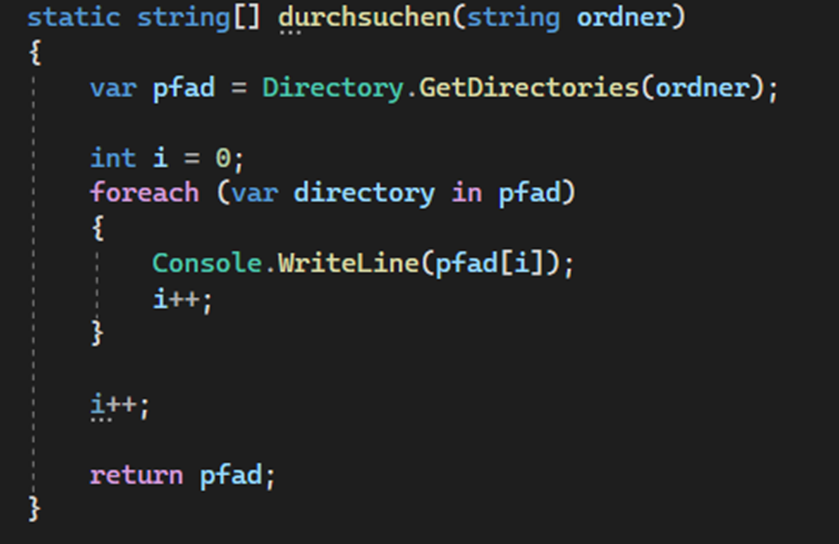 static string[] durchsuchen(string ordner)
{
var pfad = Directory.GetDirectories(ordner);
int i = 0;
foreach (var directory in pfad)
{
Console.WriteLine(pfad[i]);
i++;
}
i++;
return pfad;
}